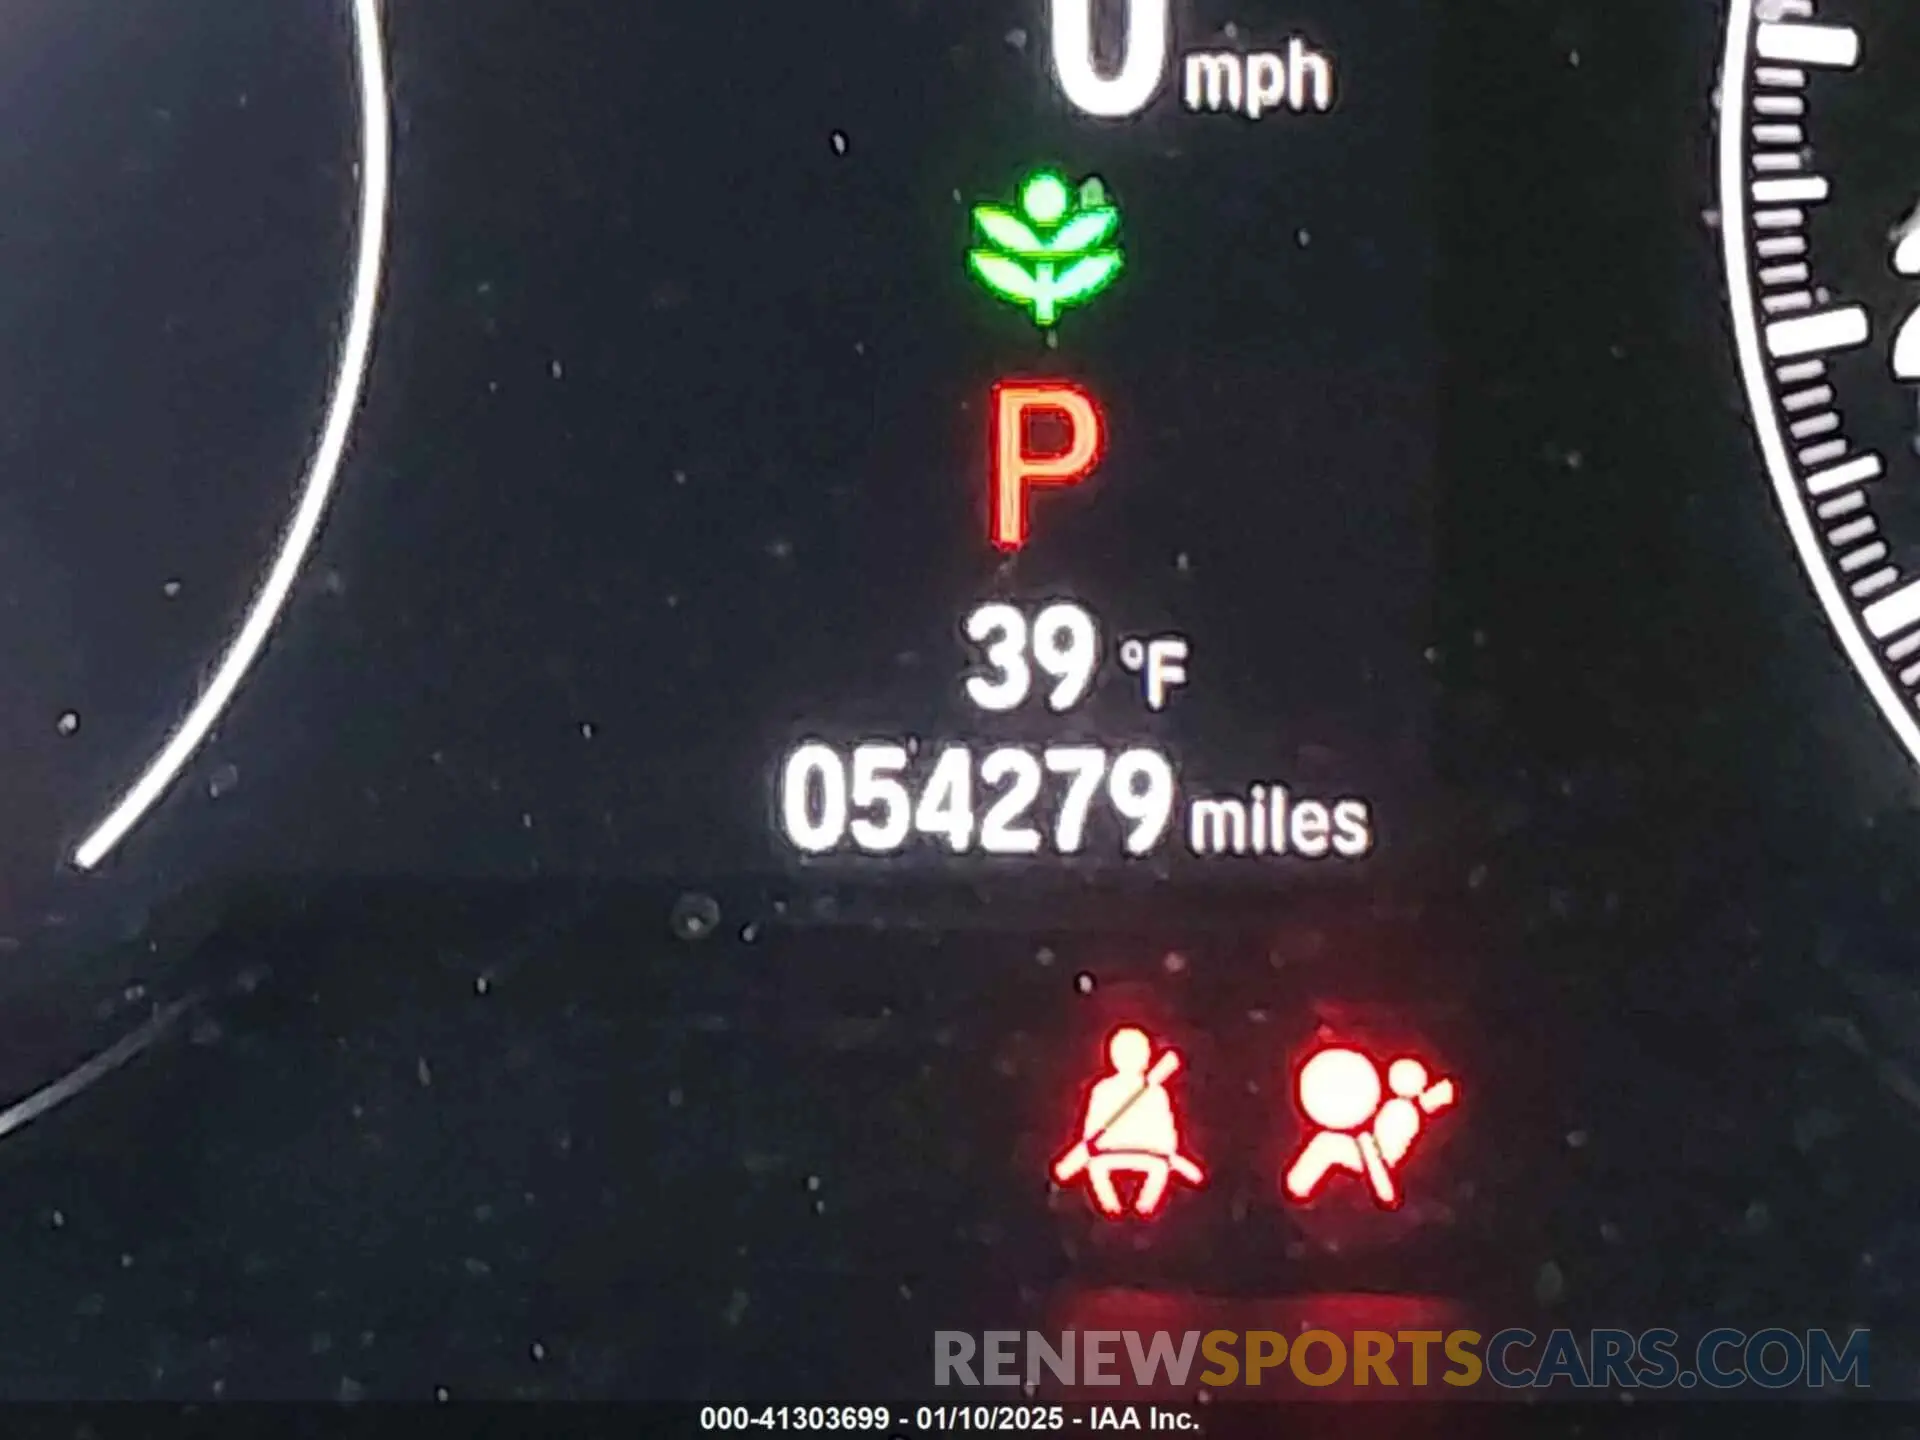 0 mph
P
39 °F
054279 miles
RENEWSPORTSCARS.COM
000-41303699 - 01/10/2025 - IAA Inc.